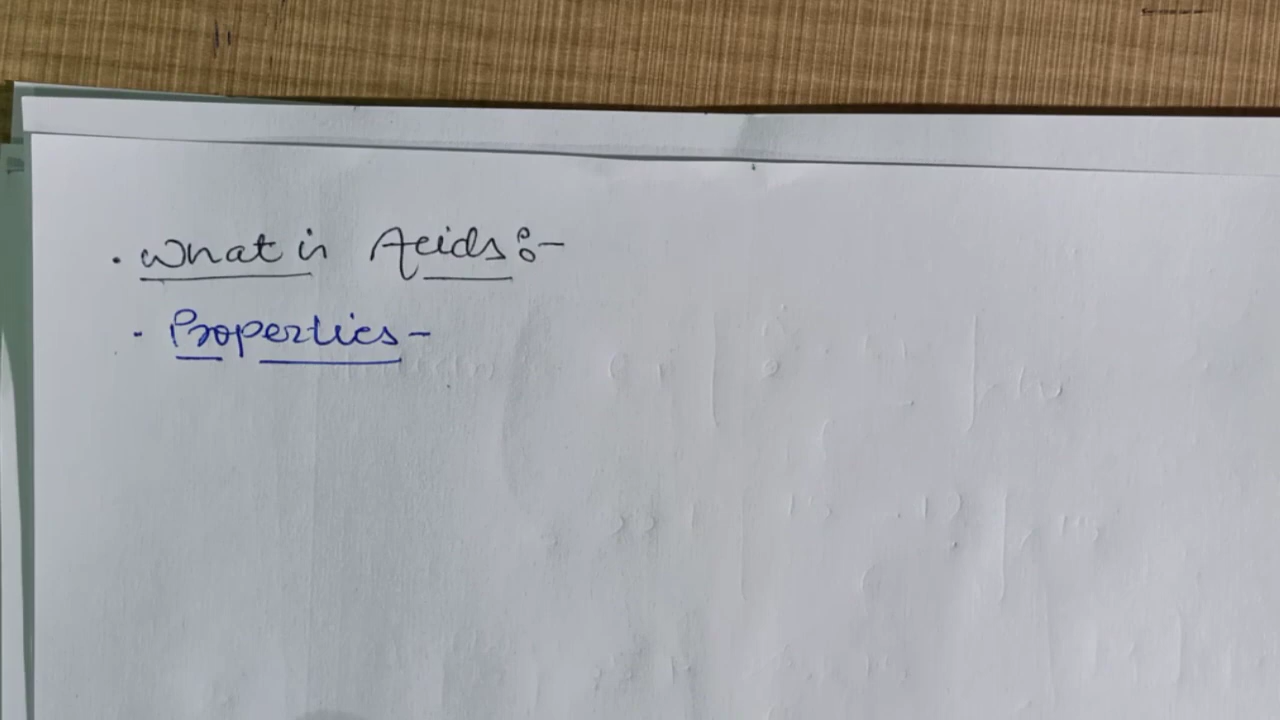 . What is Acids :-
- Properties -